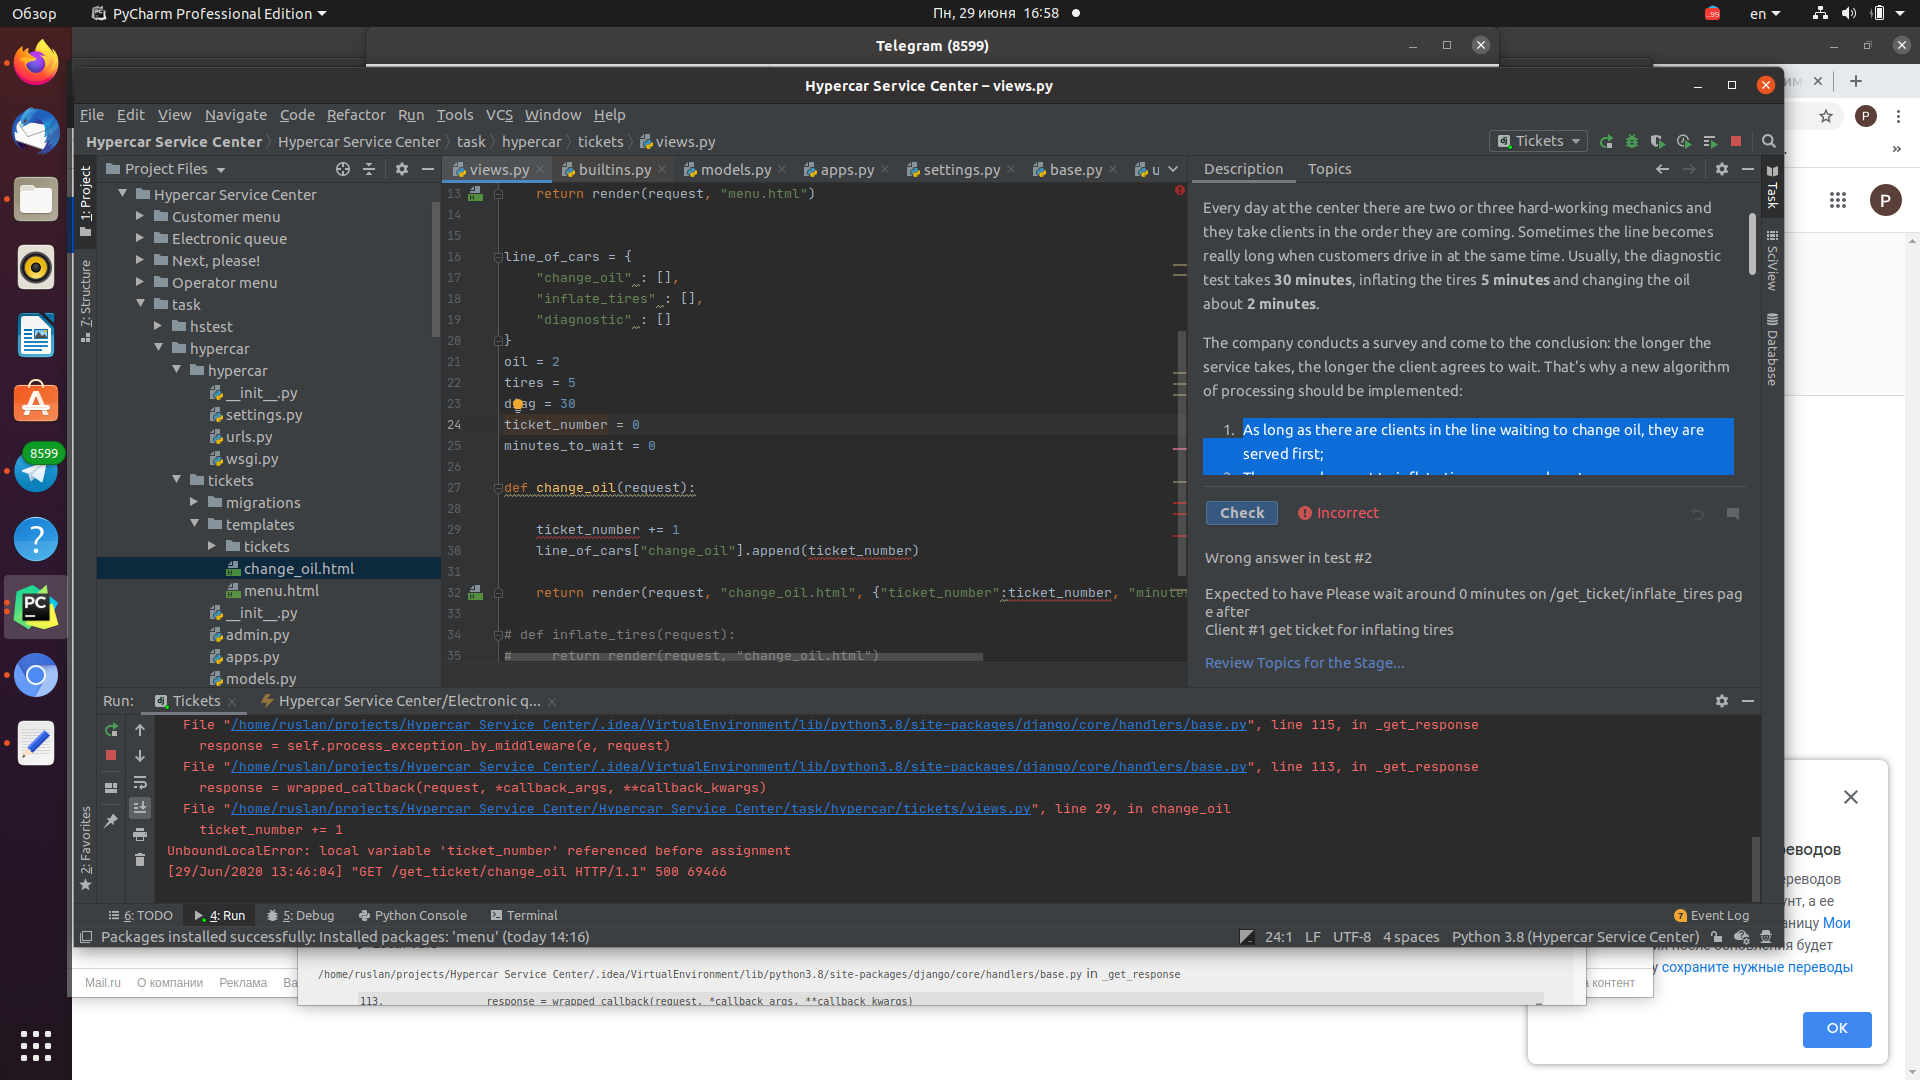 Обзор
PyCharm Professional Edition
Пн, 29 июня 16:58
en
Telegram (8599)
Hypercar Service Center – views.py
File Edit View Navigate Code Refactor Run Tools VCS Window Help
Hypercar Service Center Hypercar Service Center task hypercar tickets views.py
Tickets
Project Files
views.py builtins.py models.py apps.py settings.py base.py u
Description Topics
1: Project
7: Structure
2: Favorites
Task
SciView
Database
8599
Hypercar Service Center
Customer menu
Electronic queue
Next, please!
Operator menu
task
hstest
hypercar
hypercar
__init__.py
settings.py
urls.py
wsgi.py
tickets
migrations
templates
tickets
change_oil.html
menu.html
__init__.py
admin.py
apps.py
models.py
13 return render(request, "menu.html")
14
15
16 line_of_cars = {
17 "change_oil" : [],
18 "inflate_tires" : [],
19 "diagnostic" : []
20 }
21 oil = 2
22 tires = 5
23 d ag = 30
24 ticket_number = 0
25 minutes_to_wait = 0
26
27 def change_oil(request):
28
29 ticket_number += 1
30 line_of_cars["change_oil"].append(ticket_number)
31
32 return render(request, "change_oil.html", {"ticket_number":ticket_number, "minute
33
34 # def inflate_tires(request):
35 # return render(request, "change_oil.html")
Every day at the center there are two or three hard-working mechanics and
they take clients in the order they are coming. Sometimes the line becomes
really long when customers drive in at the same time. Usually, the diagnostic
test takes 30 minutes, inflating the tires 5 minutes and changing the oil
about 2 minutes.
The company conducts a survey and come to the conclusion: the longer the
service takes, the longer the client agrees to wait. That's why a new algorithm
of processing should be implemented:
1. As long as there are clients in the line waiting to change oil, they are
served first;
Check Incorrect
Wrong answer in test #2
Expected to have Please wait around 0 minutes on /get_ticket/inflate_tires pag
e after
Client #1 get ticket for inflating tires
Review Topics for the Stage...
Run: Tickets Hypercar Service Center/Electronic q...
File "/home/ruslan/projects/Hypercar Service Center/.idea/VirtualEnvironment/lib/python3.8/site-packages/django/core/handlers/base.py", line 115, in _get_response
response = self.process_exception_by_middleware(e, request)
File "/home/ruslan/projects/Hypercar Service Center/.idea/VirtualEnvironment/lib/python3.8/site-packages/django/core/handlers/base.py", line 113, in _get_response
response = wrapped_callback(request, *callback_args, **callback_kwargs)
File "/home/ruslan/projects/Hypercar Service Center/Hypercar Service Center/task/hypercar/tickets/views.py", line 29, in change_oil
ticket_number += 1
UnboundLocalError: local variable 'ticket_number' referenced before assignment
[29/Jun/2020 13:46:04] "GET /get_ticket/change_oil HTTP/1.1" 500 69466
6: TODO 4: Run 5: Debug Python Console Terminal
7 Event Log
Packages installed successfully: Installed packages: 'menu' (today 14:16)
24:1 LF UTF-8 4 spaces Python 3.8 (Hypercar Service Center)
/home/ruslan/projects/Hypercar Service Center/.idea/VirtualEnvironment/lib/python3.8/site-packages/django/core/handlers/base.py in _get_response
113. response = wrapped_callback(request, *callback_args, **callback_kwargs)
Mail.ru О компании Реклама Ва
контент
P
P
еводов
реводов
унт, а ее
аницу Мои
будет
у сохраните нужные переводы
OK